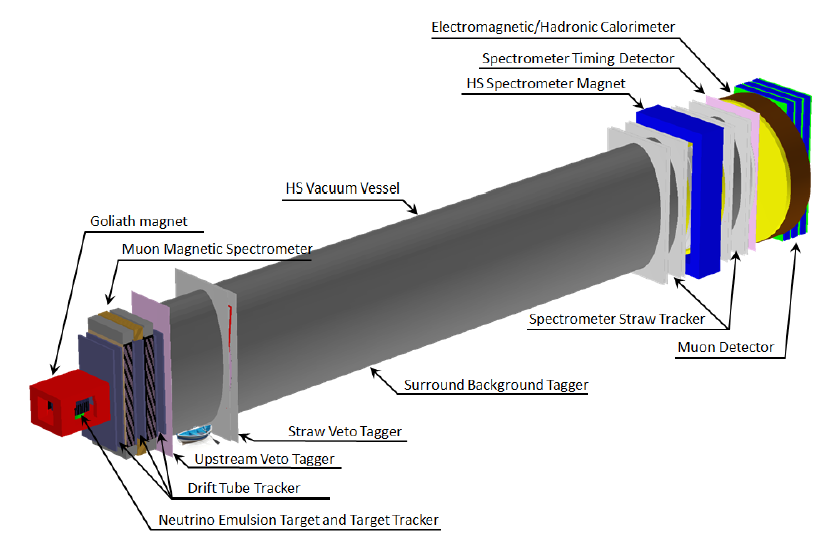 Electromagnetic/Hadronic Calorimeter
Spectrometer Timing Detector
HS Spectrometer Magnet
HS Vacuum Vessel
Goliath magnet
Muon Magnetic Spectrometer
Spectrometer Straw Tracker
Muon Detector
Surround Background Tagger
Straw Veto Tagger
Upstream Veto Tagger
Drift Tube Tracker
Neutrino Emulsion Target and Target Tracker